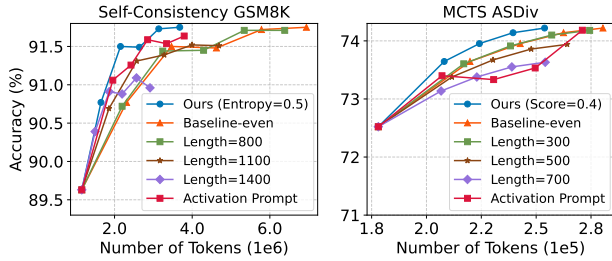 Self-Consistency GSM8K
Accuracy (%)
91.5
91.0
90.5
90.0
89.5
Ours (Entropy=0.5)
Baseline-even
Length=800
Length=1100
Length=1400
Activation Prompt
2.0 4.0 6.0
Number of Tokens (1e6)
MCTS ASDiv
74
73
72
71
Ours (Score=0.4)
Baseline-even
Length=300
Length=500
Length=700
Activation Prompt
1.8 2.0 2.2 2.5 2.8
Number of Tokens (1e5)